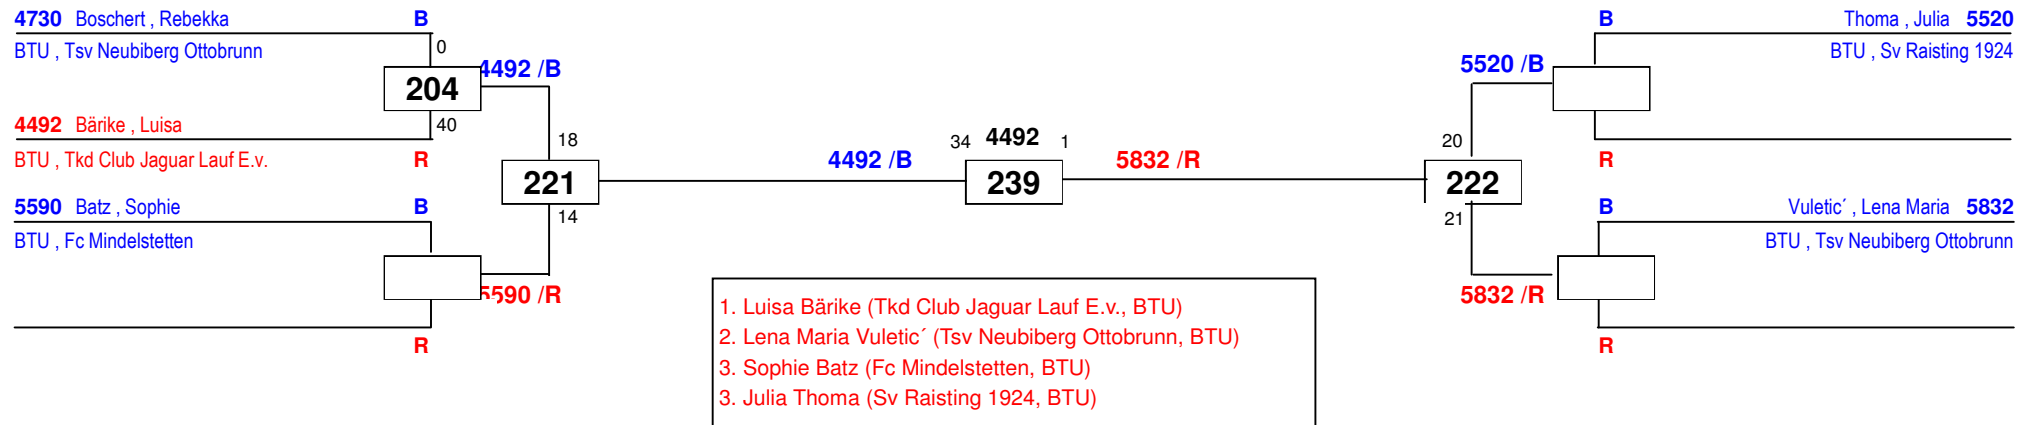 4730 Boschert , Rebekka B
BTU , Tsv Neubiberg Ottobrunn
0
4492 /B
204
4492 Bärike , Luisa
40
BTU , Tkd Club Jaguar Lauf E.v. R
18
221
14
5590 Batz , Sophie B
BTU , Fc Mindelstetten
5590 /R
R
4492 /B
34 4492 1
239
5832 /R
B Thoma , Julia 5520
BTU , Sv Raisting 1924
5520 /B
20
R
222
21
B Vuletic´ , Lena Maria 5832
BTU , Tsv Neubiberg Ottobrunn
5832 /R
R
1. Luisa Bärike (Tkd Club Jaguar Lauf E.v., BTU)
2. Lena Maria Vuletic´ (Tsv Neubiberg Ottobrunn, BTU)
3. Sophie Batz (Fc Mindelstetten, BTU)
3. Julia Thoma (Sv Raisting 1924, BTU)